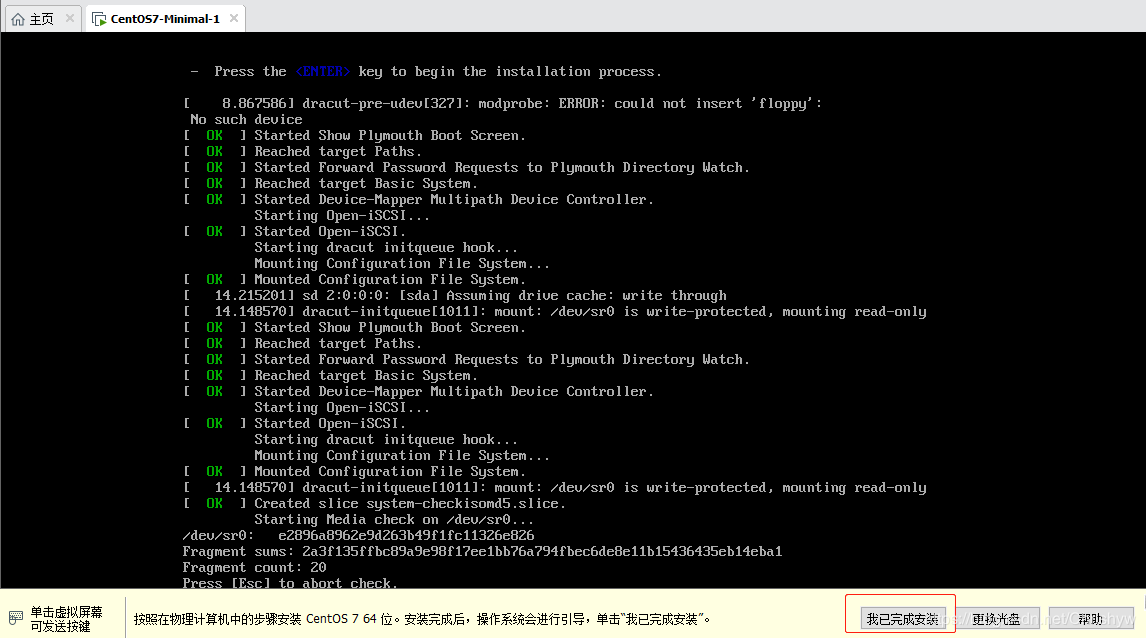 主页
CentOS7-Minimal-1
- Press the <ENTER> key to begin the installation process.
[    8.867586] dracut-pre-udev[327]: modprobe: ERROR: could not insert 'floppy':
No such device
[  OK  ] Started Show Plymouth Boot Screen.
[  OK  ] Reached target Paths.
[  OK  ] Started Forward Password Requests to Plymouth Directory Watch.
[  OK  ] Reached target Basic System.
[  OK  ] Started Device-Mapper Multipath Device Controller.
Starting Open-iSCSI...
[  OK  ] Started Open-iSCSI.
Starting dracut initqueue hook...
Mounting Configuration File System...
[  OK  ] Mounted Configuration File System.
[   14.215201] sd 2:0:0:0: [sda] Assuming drive cache: write through
[   14.148570] dracut-initqueue[1011]: mount: /dev/sr0 is write-protected, mounting read-only
[  OK  ] Started Show Plymouth Boot Screen.
[  OK  ] Reached target Paths.
[  OK  ] Started Forward Password Requests to Plymouth Directory Watch.
[  OK  ] Reached target Basic System.
[  OK  ] Started Device-Mapper Multipath Device Controller.
Starting Open-iSCSI...
[  OK  ] Started Open-iSCSI.
Starting dracut initqueue hook...
Mounting Configuration File System...
[  OK  ] Mounted Configuration File System.
[   14.148570] dracut-initqueue[1011]: mount: /dev/sr0 is write-protected, mounting read-only
[  OK  ] Created slice system-checkisomd5.slice.
Starting Media check on /dev/sr0...
/dev/sr0:   e2896a8962e9d263b49f1fc11326e826
Fragment sums: 2a3f135ffbc89a9e98f17ee1bb76a794fbec6de8e11b15436435eb14eba1
Fragment count: 20
Press [Esc] to abort check.
单击虚拟屏幕
可发送按键
按照在物理计算机中的步骤安装 CentOS 7 64 位。安装完成后，操作系统会进行引导，单击“我已完成安装”。
我已完成安装
更换光盘
帮助